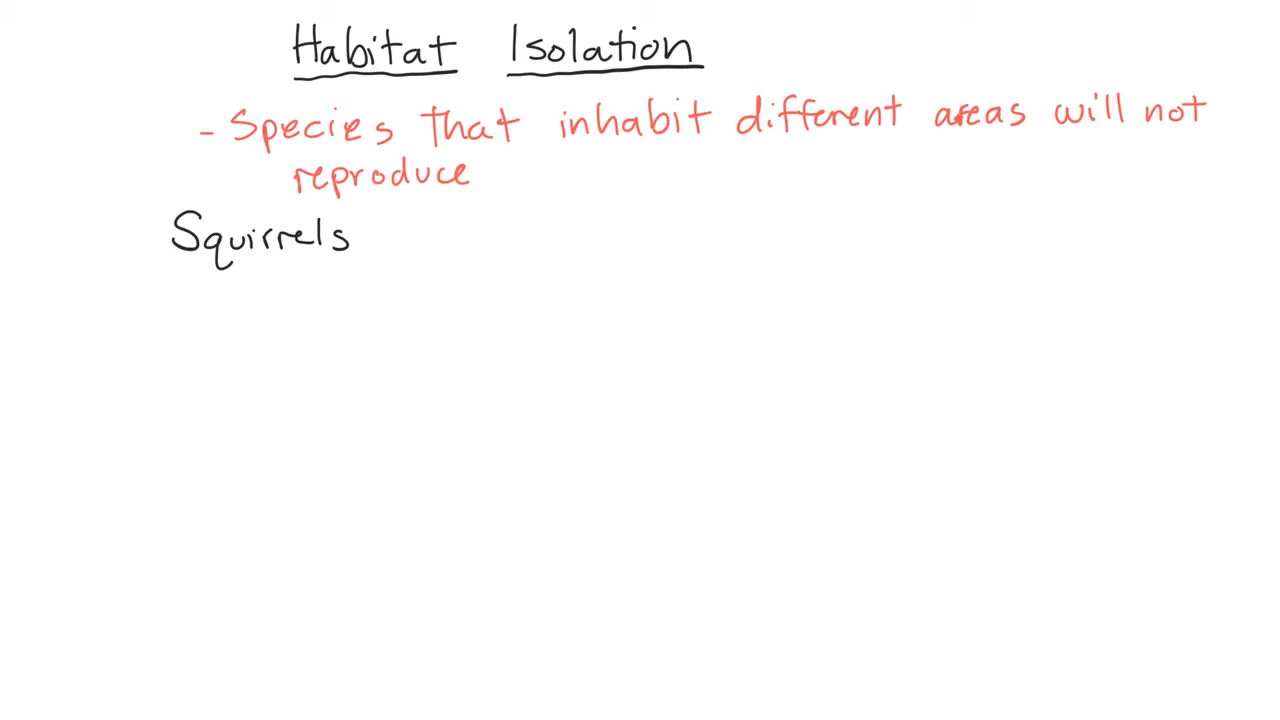 Habitat Isolation
- Species that inhabit different areas will not
reproduce
Squirrels